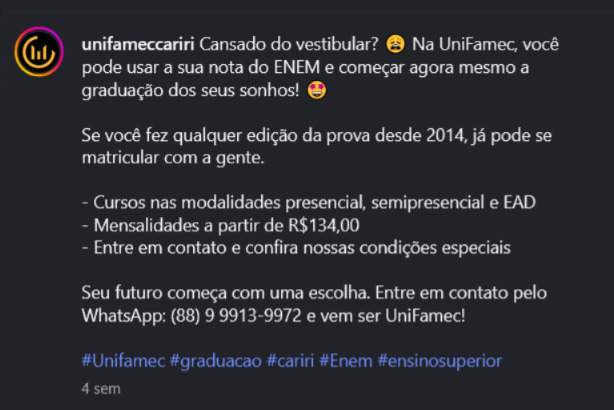 unifameccariri Cansado do vestibular? 😩 Na UniFamec, você
pode usar a sua nota do ENEM e começar agora mesmo a
graduação dos seus sonhos! 🤩
Se você fez qualquer edição da prova desde 2014, já pode se
matricular com a gente.
- Cursos nas modalidades presencial, semipresencial e EAD
- Mensalidades a partir de R$134,00
- Entre em contato e confira nossas condições especiais
Seu futuro começa com uma escolha. Entre em contato pelo
WhatsApp: (88) 9 9913-9972 e vem ser UniFamec!
#Unifamec #graduacao #cariri #Enem #ensinosuperior
4 sem